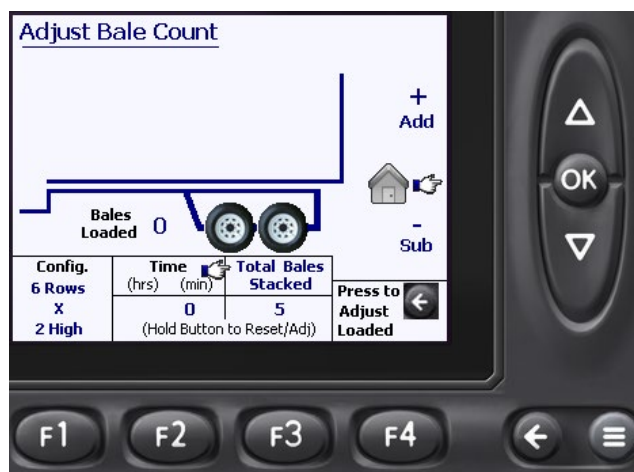 Adjust Bale Count
+
Add
OK
Bales
Loaded 0
-
Sub
Config.
6 Rows
X
2 High
Time
(hrs) (min)
0
Total Bales
Stacked
5
(Hold Button to Reset/Adj)
Press to
Adjust
Loaded
F1 F2 F3 F4